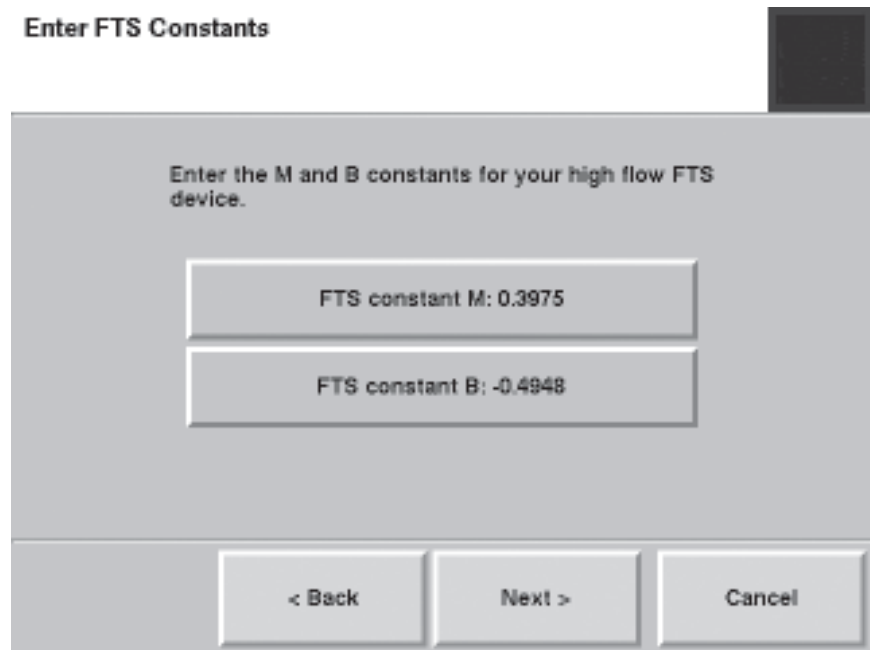 Enter FTS Constants
Enter the M and B constants for your high flow FTS
device.
FTS constant M: 0.3975
FTS constant B: -0.4948
< Back
Next >
Cancel